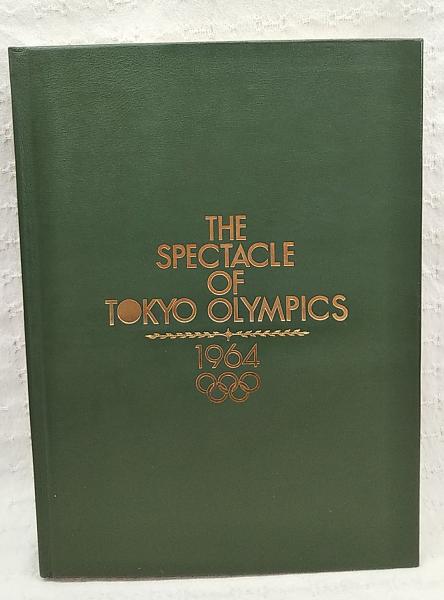 THE
SPECTACLE
OF
TOKYO OLYMPICS
1964